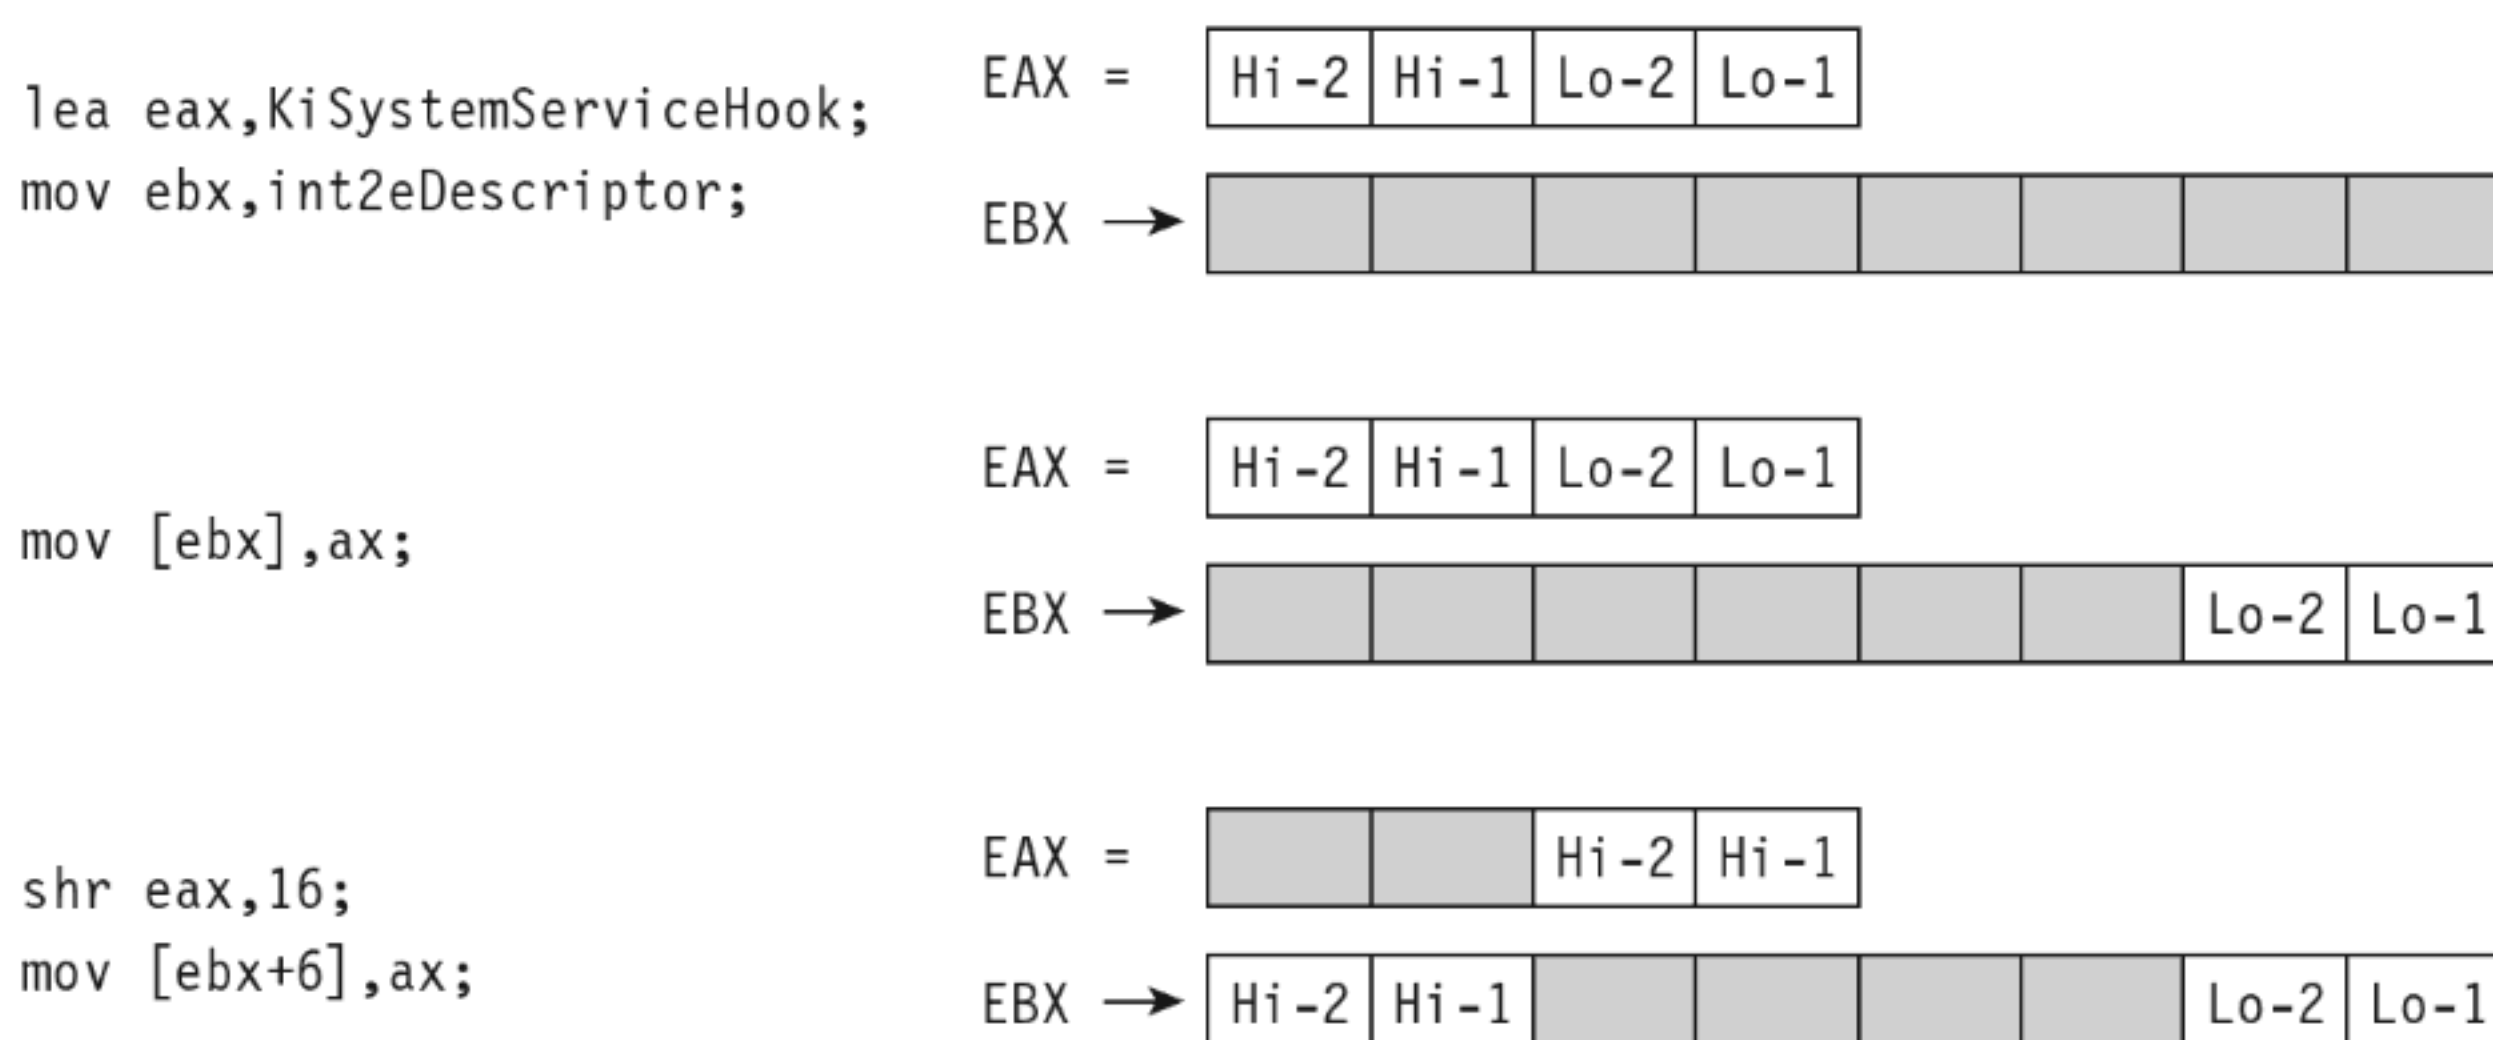 lea eax,KiSystemServiceHook;
mov ebx,int2eDescriptor;
EAX = Hi-2 Hi-1 Lo-2 Lo-1
EBX →
mov [ebx],ax;
EAX = Hi-2 Hi-1 Lo-2 Lo-1
EBX → Lo-2 Lo-1
shr eax,16;
mov [ebx+6],ax;
EAX = Hi-2 Hi-1
EBX → Hi-2 Hi-1 Lo-2 Lo-1